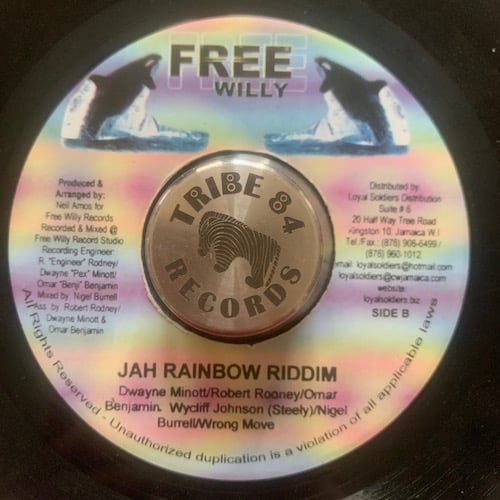 FREE
WILLY
Produced &
Arranged by:
Neil Amos for
Free Willy Records
Recorded & Mixed @
Free Willy Record Studio
Recording Engineer:
R. "Engineer" Rodney/
Dwayne "Pex" Minott/
Omar "Benji" Benjamin
Mixed by: Nigel Burrell
Ass. by: Robert Rodney/
Dwayne Minott &
Omar Benjamin
TRIBE 84
RECORDS
Distributed by:
Loyal Soldiers Distribution
Suite # 6
20 Half Way Tree Road
Kingston 10, Jamaica W.I
Tel./Fax.: (876) 906-6499 /
(876) 960-1012
email: loyalsoldiers@hotmail.com
loyalsoldiers@cwjamaica.com
website:
loyalsoldiers.biz
SIDE B
JAH RAINBOW RIDDIM
Dwayne Minott/Robert Rodney/Omar
Benjamin. Wycliff Johnson (Steely)/Nigel
Burrell/Wrong Move
All Rights Reserved - Unauthorized duplication is a violation of all applicable laws